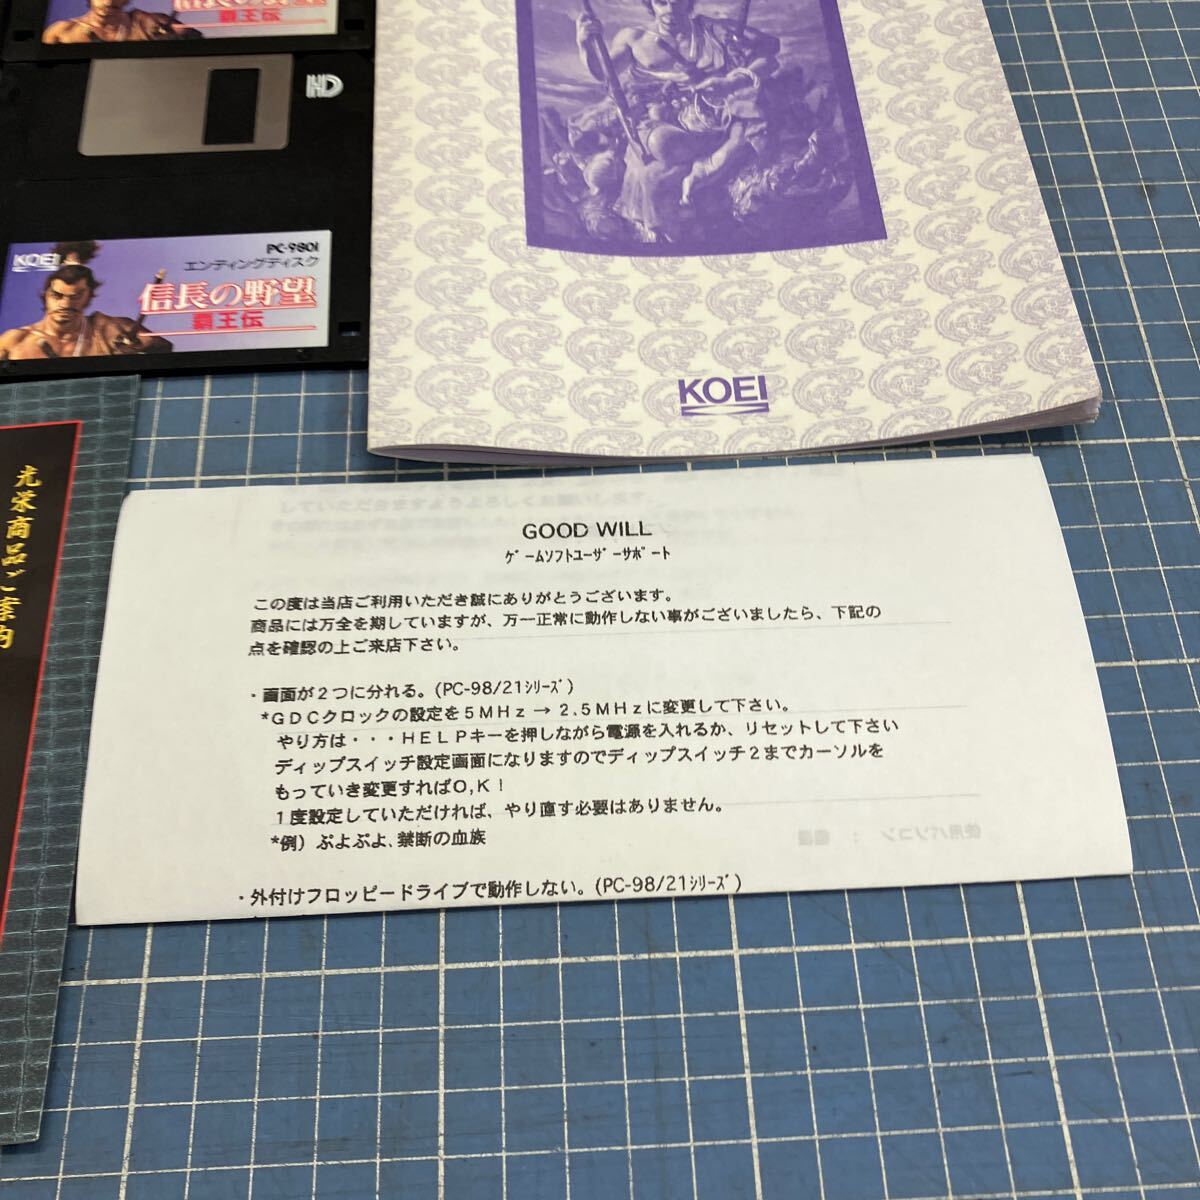 信長の野望
覇王伝
HD
KOEI
PC-9801
エンディングディスク
信長の野望
覇王伝
KOEI
光栄商品ご案内
GOOD WILL
ゲームソフトユーザーサポート
この度は当店ご利用いただき誠にありがとうございます。
商品には万全を期していますが、万一正常に動作しない事がございましたら、下記の
点を確認の上ご来店下さい。
・画面が2つに分れる。(PC-98/21シリーズ)
*GDCクロックの設定を5MHz → 2.5MHzに変更して下さい。
やり方は・・・HELPキーを押しながら電源を入れるか、リセットして下さい
ディップスイッチ設定画面になりますのでディップスイッチ2までカーソルを
もっていき変更すればO,K!
1度設定していただければ、やり直す必要はありません。
*例）ぷよぷよ、禁断の血族
・外付けフロッピードライブで動作しない。(PC-98/21シリーズ)